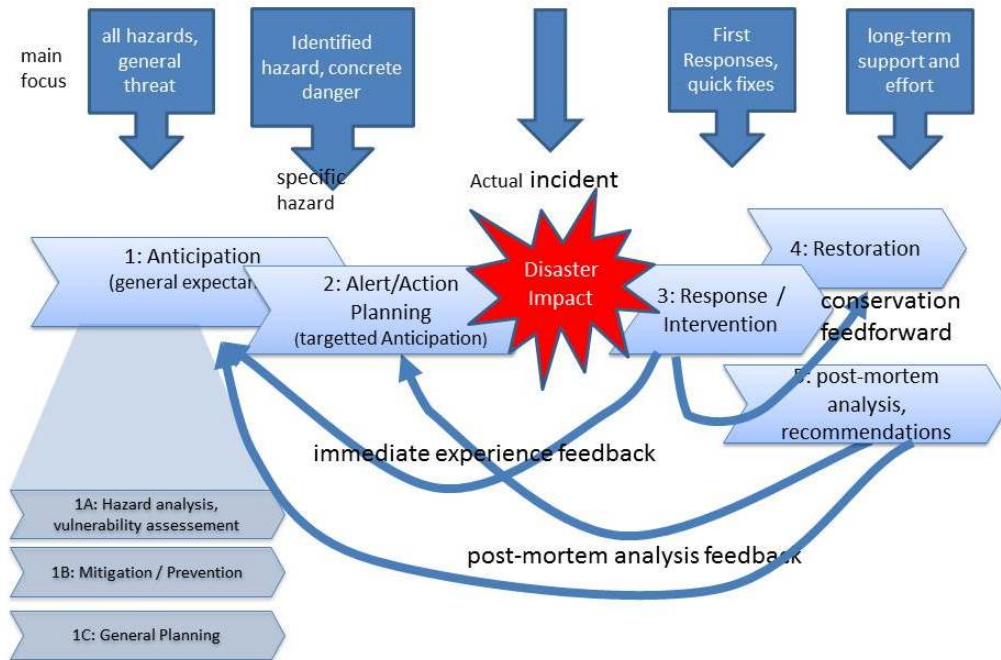 main
focus
all hazards,
general
threat
Identified
hazard, concrete
danger
First
Responses,
quick fixes
long-term
support and
effort
specific
hazard
Actual incident
1: Anticipation
(general expectan
2: Alert/Action
Planning
(targetted Anticipation)
Disaster
Impact
3: Response /
Intervention
4: Restoration
conservation
feedforward
5: post-mortem
analysis,
recommendations
immediate experience feedback
post-mortem analysis feedback
1A: Hazard analysis,
vulnerability assessement
1B: Mitigation / Prevention
1C: General Planning